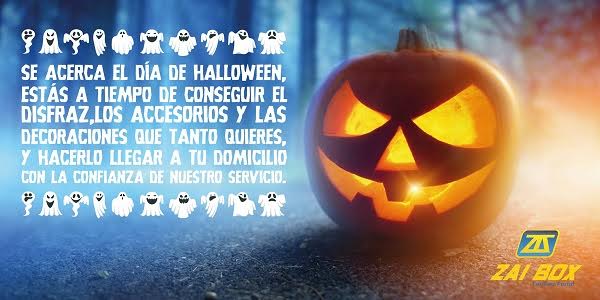 SE ACERCA EL DÍA DE HALLOWEEN,
ESTÁS A TIEMPO DE CONSEGUIR EL
DISFRAZ,LOS ACCESORIOS Y LAS
DECORACIONES QUE TANTO QUIERES,
Y HACERLO LLEGAR A TU DOMICILIO
CON LA CONFIANZA DE NUESTRO SERVICIO.
ZAI BOX